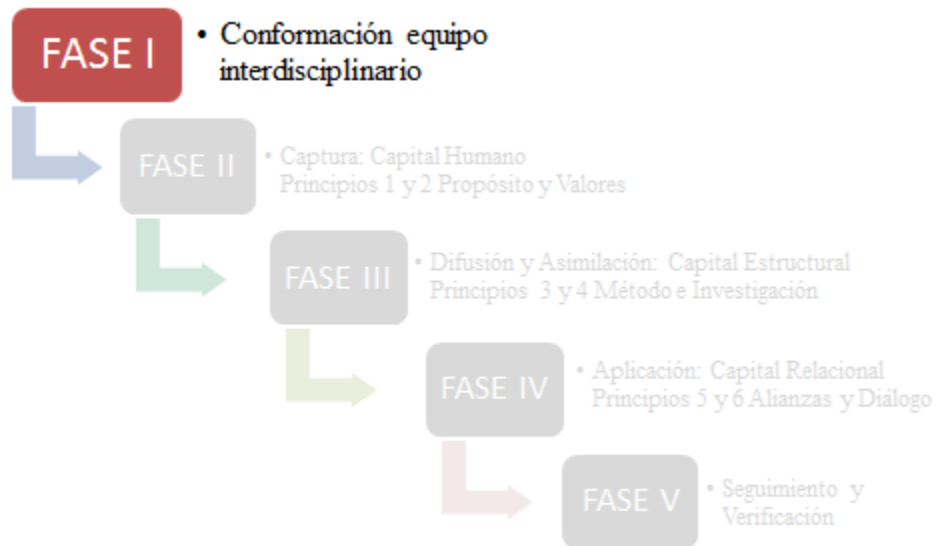 FASE I
• Conformación equipo
interdisciplinario
FASE II
• Captura: Capital Humano
Principios 1 y 2 Propósito y Valores
FASE III
• Difusión y Asimilación: Capital Estructural
Principios 3 y 4 Método e Investigación
FASE IV
• Aplicación: Capital Relacional
Principios 5 y 6 Alianzas y Diálogo
FASE V
• Seguimiento y
Verificación